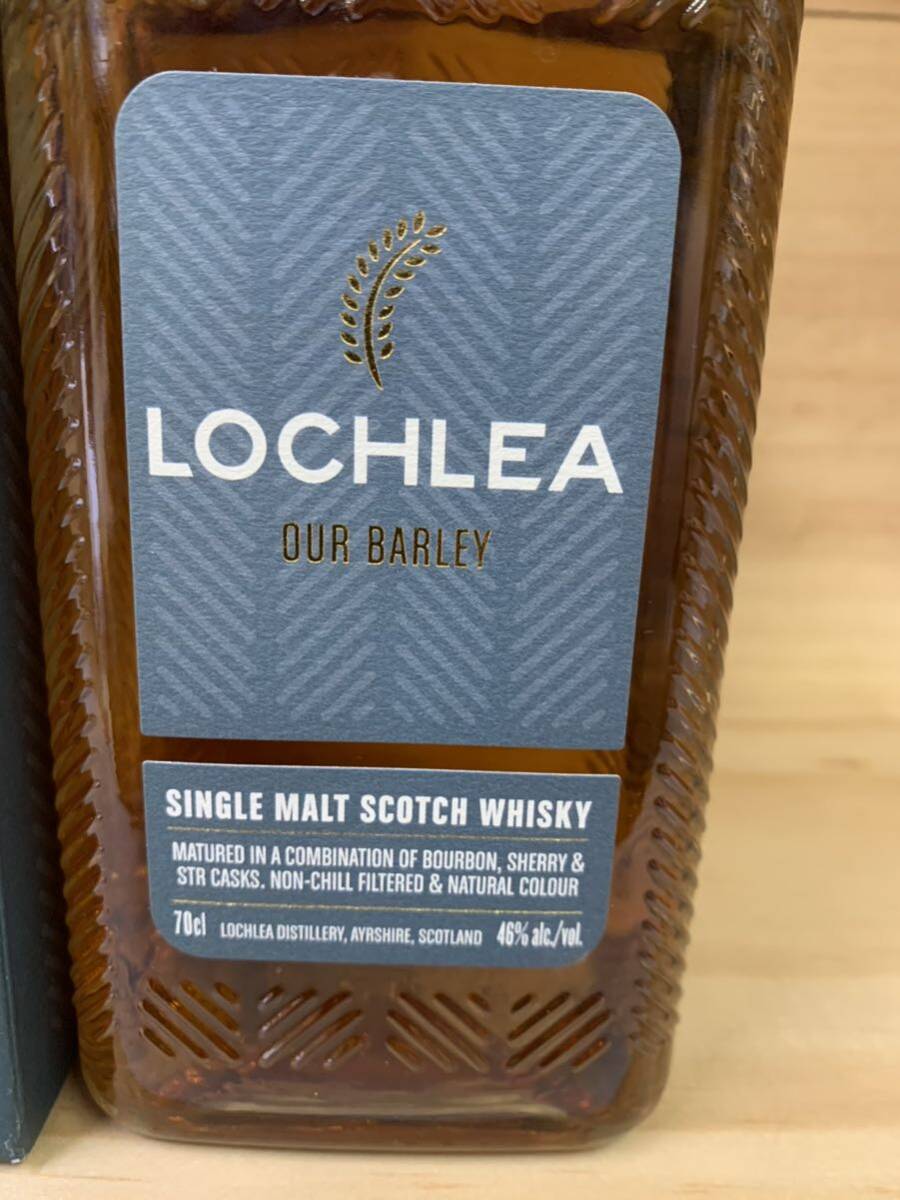 LOCHLEA
OUR BARLEY
SINGLE MALT SCOTCH WHISKY
MATURED IN A COMBINATION OF BOURBON, SHERRY &
STR CASKS. NON-CHILL FILTERED & NATURAL COLOUR
70cl LOCHLEA DISTILLERY, AYRSHIRE, SCOTLAND 46% alc./vol.